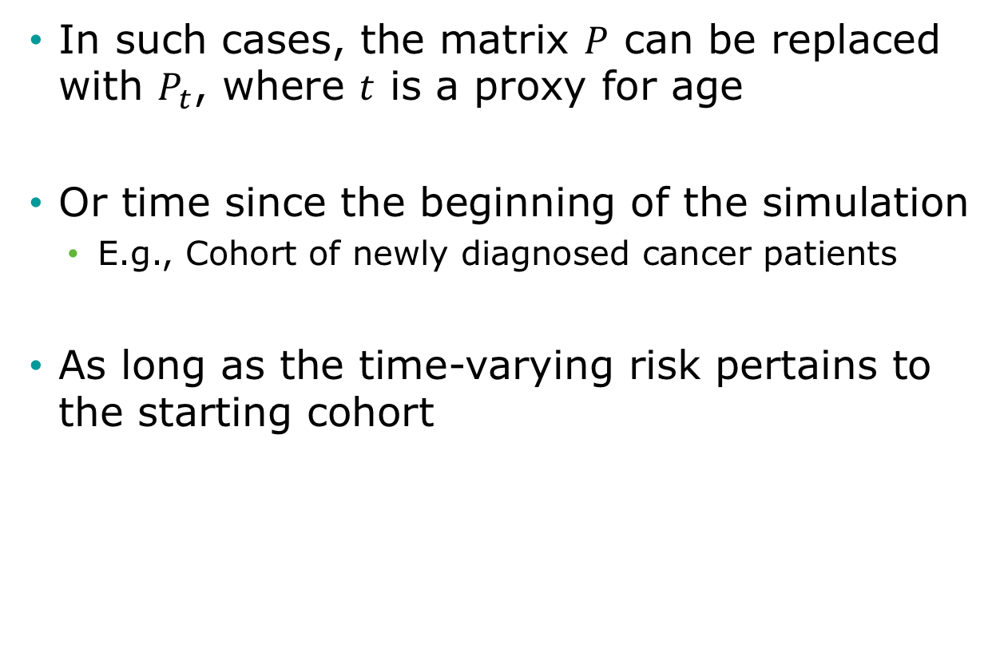 • In such cases, the matrix P can be replaced
with Pₜ, where t is a proxy for age
• Or time since the beginning of the simulation
• E.g., Cohort of newly diagnosed cancer patients
• As long as the time-varying risk pertains to
the starting cohort